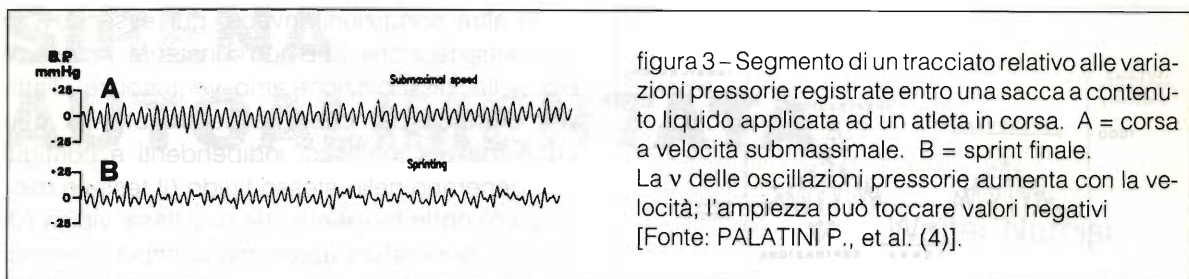 B.P
mmHg
A
Submaximal speed
+25
0
-25
B
Sprinting
+25
0
-25
figura 3 – Segmento di un tracciato relativo alle varia-
zioni pressorie registrate entro una sacca a contenu-
to liquido applicata ad un atleta in corsa. A = corsa
a velocità submassimale. B = sprint finale.
La ν delle oscillazioni pressorie aumenta con la ve-
locità; l'ampiezza può toccare valori negativi
[Fonte: PALATINI P., et al. (4)].